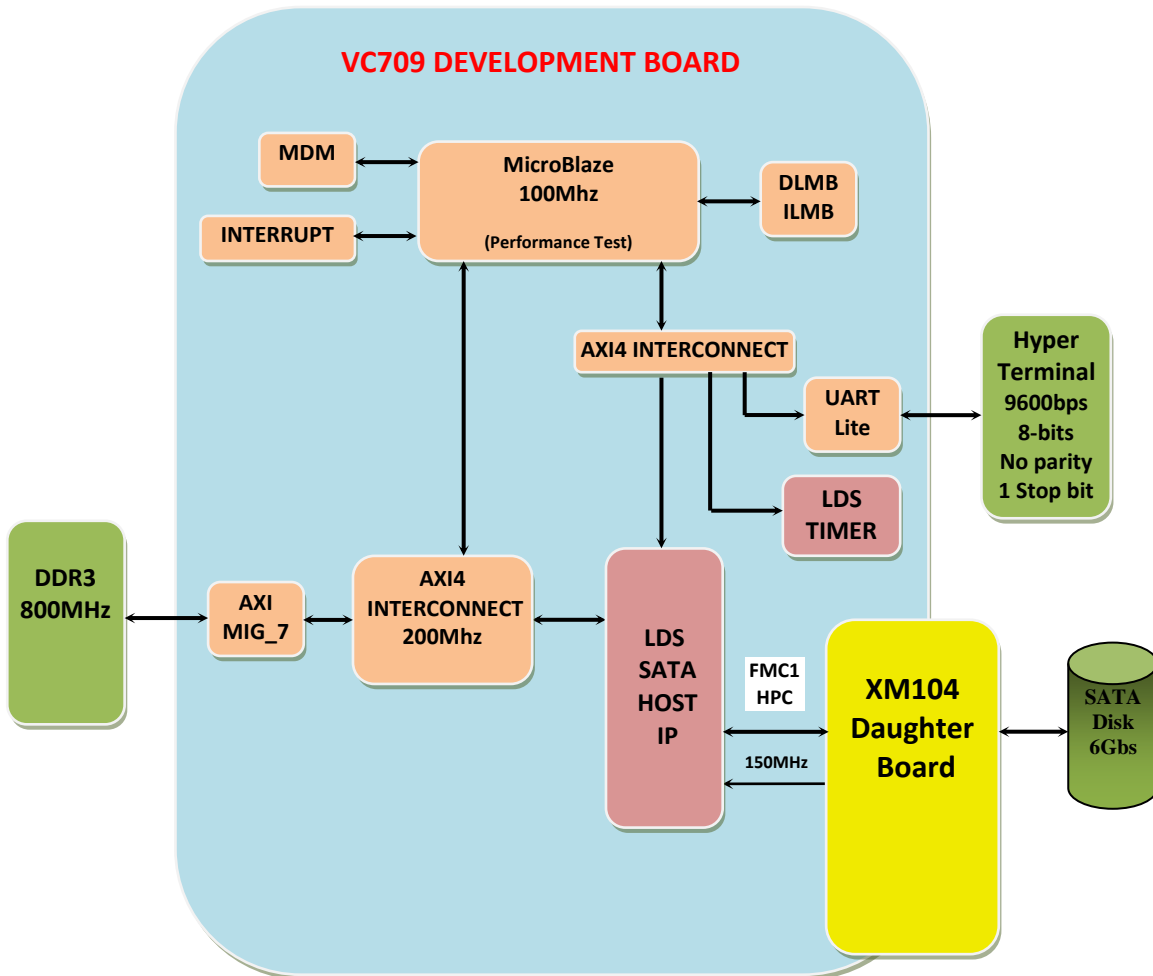 VC709 DEVELOPMENT BOARD
MDM
MicroBlaze
100Mhz
(Performance Test)
DLMB
ILMB
INTERRUPT
AXI4 INTERCONNECT
Hyper
Terminal
9600bps
8-bits
No parity
1 Stop bit
UART
Lite
LDS
TIMER
DDR3
800MHz
AXI
MIG_7
AXI4
INTERCONNECT
200Mhz
LDS
SATA
HOST
IP
FMC1
HPC
150MHz
XM104
Daughter
Board
SATA
Disk
6Gbs